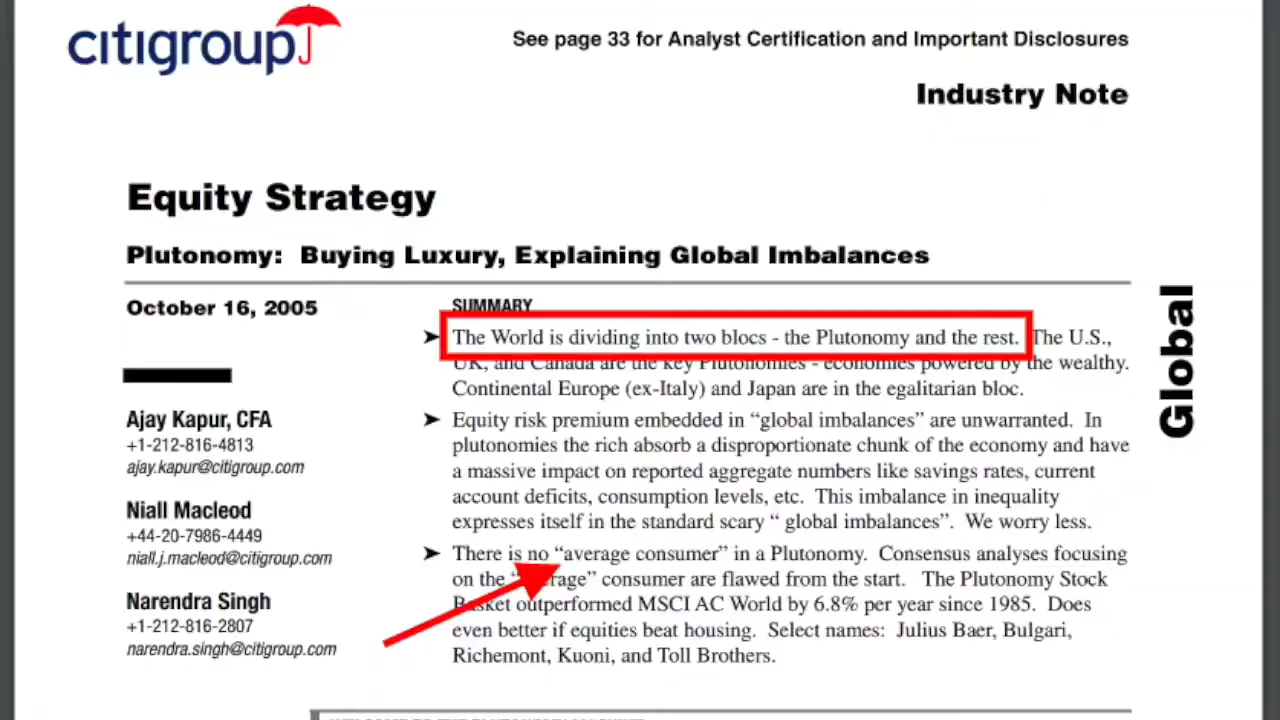 citigroup
See page 33 for Analyst Certification and Important Disclosures
Industry Note
Equity Strategy
Plutonomy: Buying Luxury, Explaining Global Imbalances
October 16, 2005
Ajay Kapur, CFA
+1-212-816-4813
ajay.kapur@citigroup.com
Niall Macleod
+44-20-7986-4449
niall.j.macleod@citigroup.com
Narendra Singh
+1-212-816-2807
narendra.singh@citigroup.com
SUMMARY
➤ The World is dividing into two blocs - the Plutonomy and the rest. The U.S.,
UK, and Canada are the key Plutonomies - economies powered by the wealthy.
Continental Europe (ex-Italy) and Japan are in the egalitarian bloc.
➤ Equity risk premium embedded in “global imbalances” are unwarranted. In
plutonomies the rich absorb a disproportionate chunk of the economy and have
a massive impact on reported aggregate numbers like savings rates, current
account deficits, consumption levels, etc. This imbalance in inequality
expresses itself in the standard scary “ global imbalances”. We worry less.
➤ There is no “average consumer” in a Plutonomy. Consensus analyses focusing
on the “average” consumer are flawed from the start. The Plutonomy Stock
Basket outperformed MSCI AC World by 6.8% per year since 1985. Does
even better if equities beat housing. Select names: Julius Baer, Bulgari,
Richemont, Kuoni, and Toll Brothers.
Global